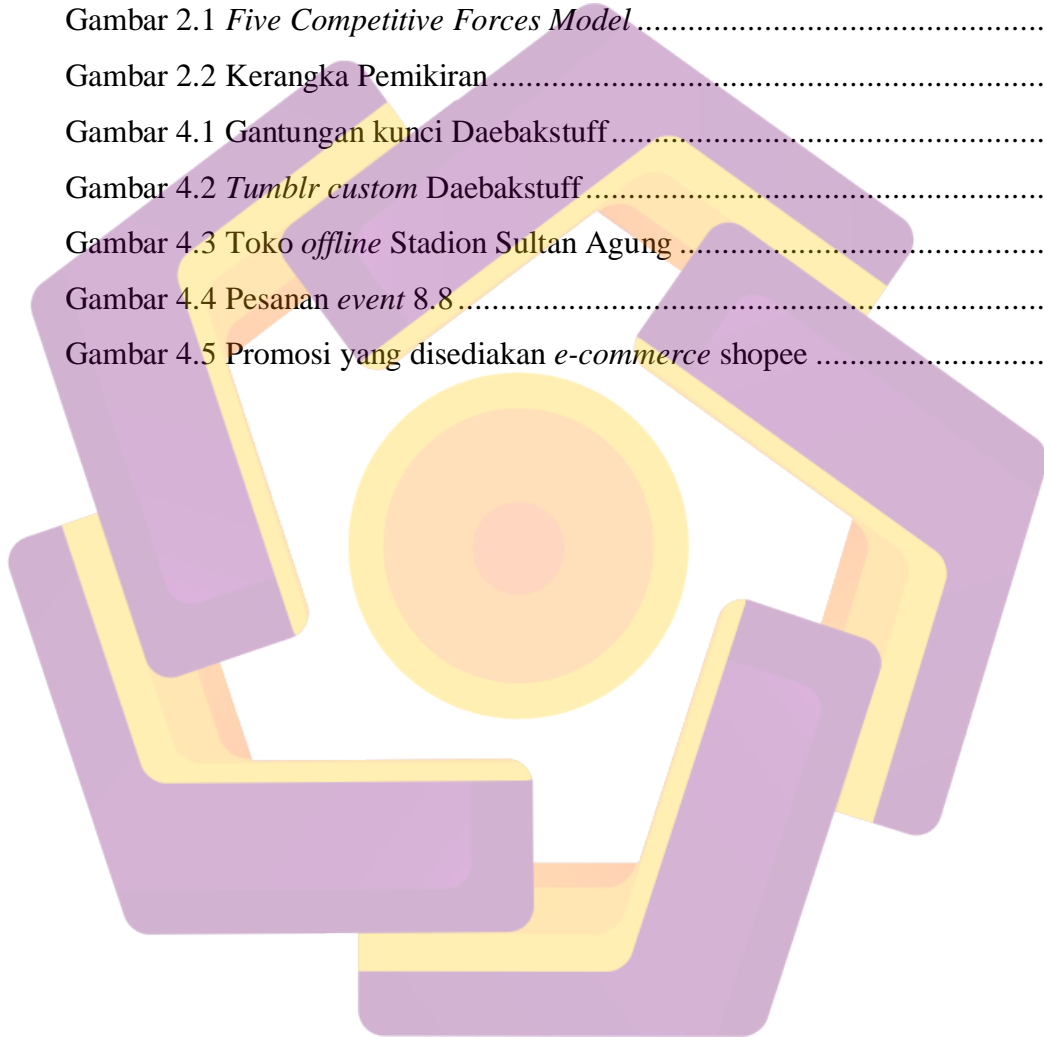 Gambar 2.1 Five Competitive Forces Model................................................
Gambar 2.2 Kerangka Pemikiran................................................................
Gambar 4.1 Gantungan kunci Daebakstuff..................................................
Gambar 4.2 Tumblr custom Daebakstuff.....................................................
Gambar 4.3 Toko offline Stadion Sultan Agung ..........................................
Gambar 4.4 Pesanan event 8.8....................................................................
Gambar 4.5 Promosi yang disediakan e-commerce shopee ..........................